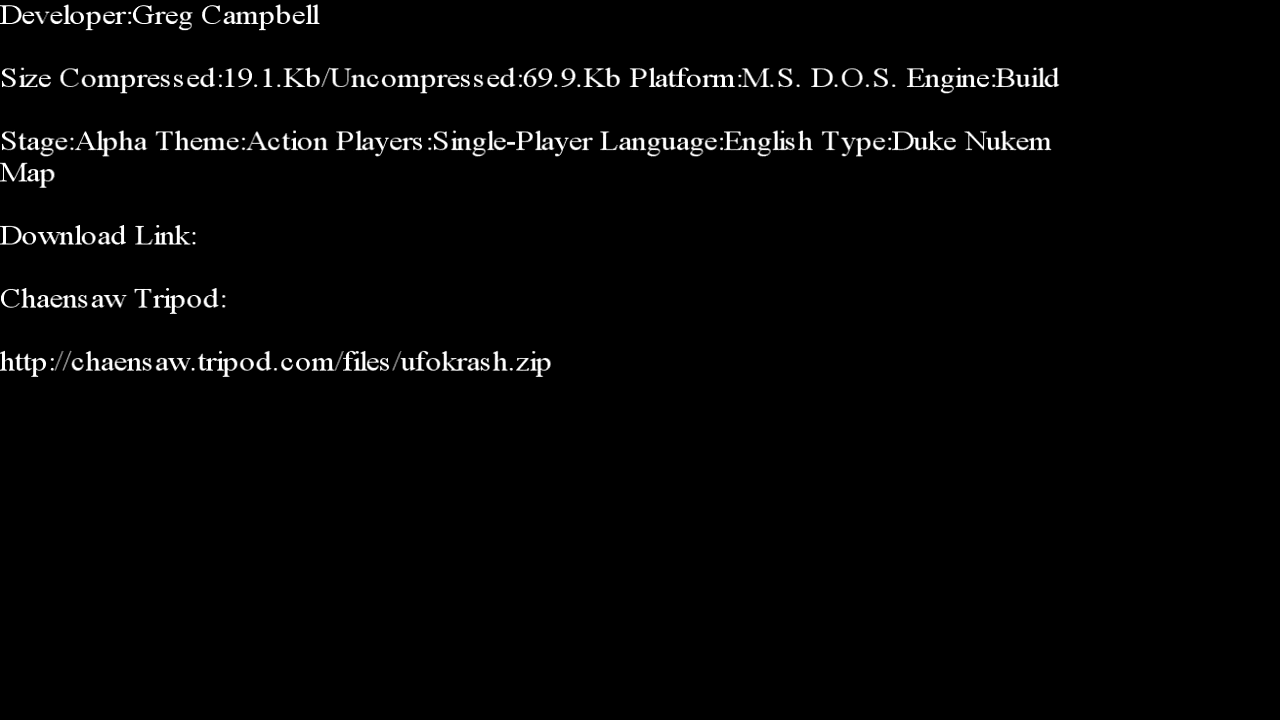 Developer:Greg Campbell
Size Compressed:19.1.Kb/Uncompressed:69.9.Kb Platform:M.S. D.O.S. Engine:Build
Stage:Alpha Theme:Action Players:Single-Player Language:English Type:Duke Nukem
Map
Download Link:
Chaensaw Tripod:
http://chaensaw.tripod.com/files/ufokrash.zip